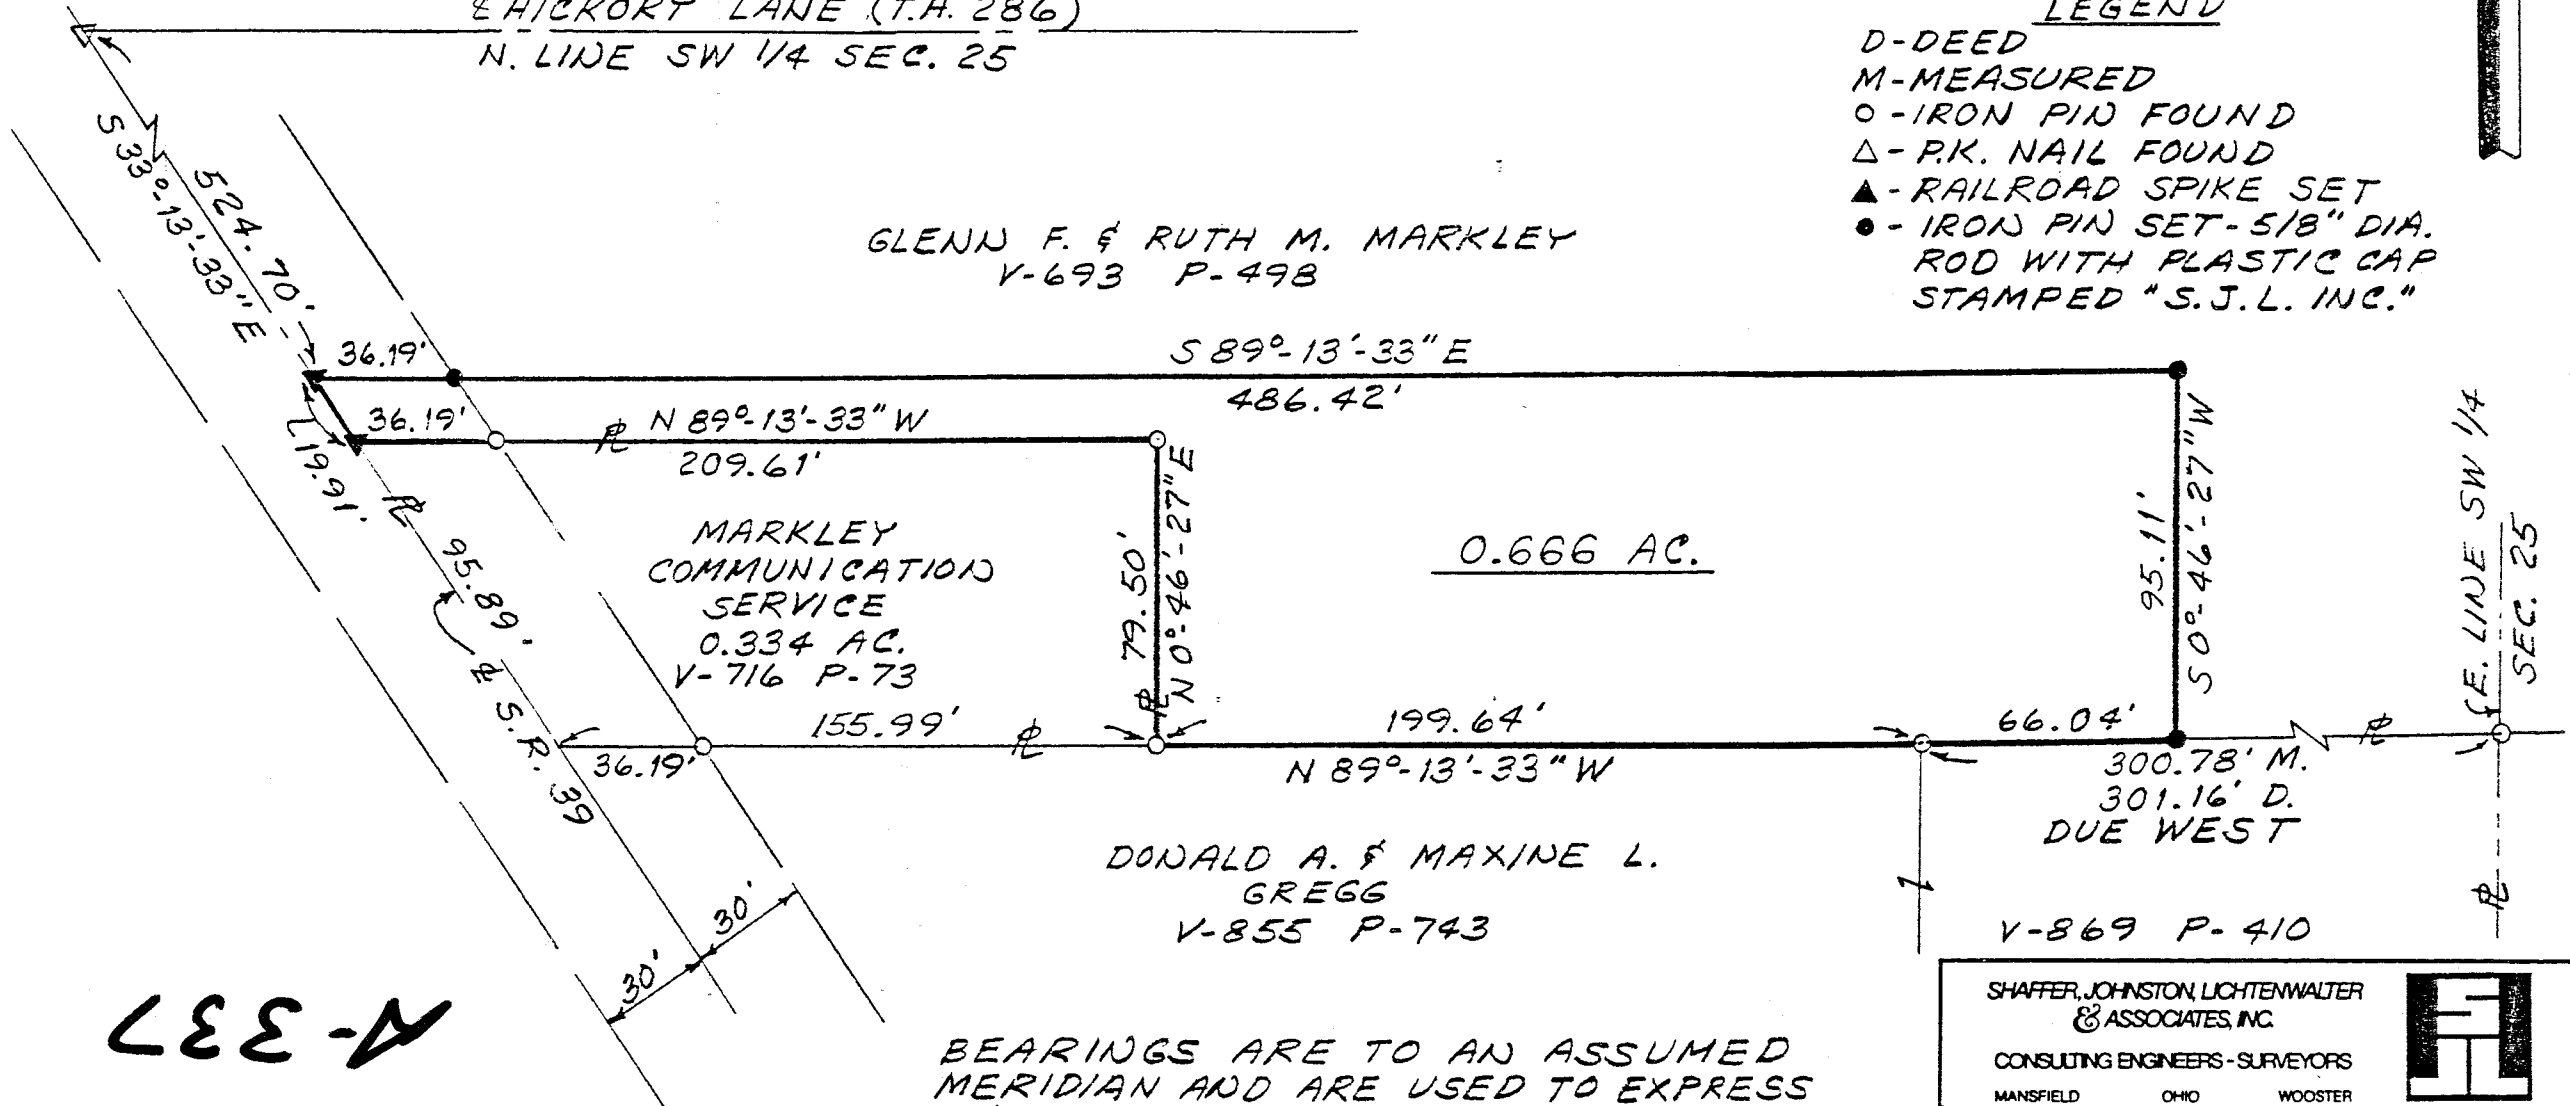 ℄ HICKORY LANE (T.H. 286)
N. LINE SW 1/4 SEC. 25
LEGEND
D-DEED
M-MEASURED
○ - IRON PIN FOUND
△ - P.K. NAIL FOUND
▲ - RAILROAD SPIKE SET
● - IRON PIN SET - 5/8" DIA.
ROD WITH PLASTIC CAP
STAMPED "S.J.L. INC."
S 33°-13'-33" E
524.70'
GLENN F. & RUTH M. MARKLEY
V-693 P-498
36.19'
S 89°-13'-33" E
486.42'
36.19'
N 89°-13'-33" W
209.61'
19.91'
95.89'
℄ S.R. 39
MARKLEY
COMMUNICATION
SERVICE
0.334 AC.
V-716 P-73
79.50'
N 0°-46'-27" E
0.666 AC.
95.11'
S 0°-46'-27" W
E. LINE SW 1/4
SEC. 25
36.19'
155.99'
199.64'
N 89°-13'-33" W
66.04'
300.78' M.
301.16' D.
DUE WEST
DONALD A. & MAXINE L.
GREGG
V-855 P-743
V-869 P-410
30'
30'
A-337
BEARINGS ARE TO AN ASSUMED
MERIDIAN AND ARE USED TO EXPRESS
SHAFFER, JOHNSTON, LICHTENWALTER
& ASSOCIATES, INC.
CONSULTING ENGINEERS - SURVEYORS
MANSFIELD OHIO WOOSTER